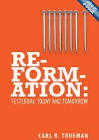 RE-
FORM-
ATION:
YESTERDAY, TODAY AND TOMORROW
CARL R. TRUEMAN